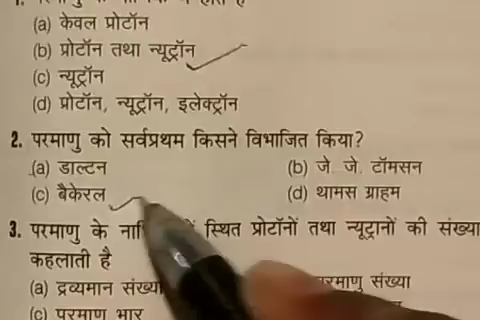 (a) केवल प्रोटॉन
(b) प्रोटॉन तथा न्यूट्रॉन
(c) न्यूट्रॉन
(d) प्रोटॉन, न्यूट्रॉन, इलेक्ट्रॉन
2. परमाणु को सर्वप्रथम किसने विभाजित किया?
(a) डाल्टन (b) जे. जे. टॉमसन
(c) बैकेरल (d) थामस ग्राहम
3. परमाणु के स्थित प्रोटॉनों तथा न्यूट्रानों की संख्या
कहलाती है
(a) द्रव्यमान संख्या संख्या
(c) परमाणु भार